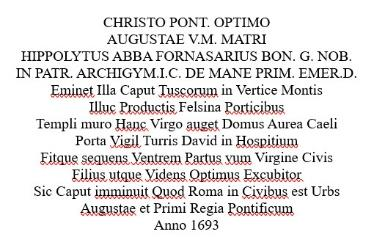 CHRISTO PONT. OPTIMO
AUGUSTAE V.M. MATRI
HIPPOLYTUS ABBA FORNASARIUS BON. G. NOB.
IN PATR. ARCHIGYM.I.C. DE MANE PRIM. EMER.D.
Eminet Illa Caput Tuscorum in Vertice Montis
Illuc Productis Felsina Porticibus
Templi muro Hanc Virgo auget Domus Aurea Caeli
Porta Vigil Turris David in Hospitium
Fitque sequens Ventrem Partus vum Virgine Civis
Filius utque Videns Optimus Excubitor
Sic Caput imminuit Quod Roma in Civibus est Urbs
Augustae et Primi Regia Pontificum
Anno 1693